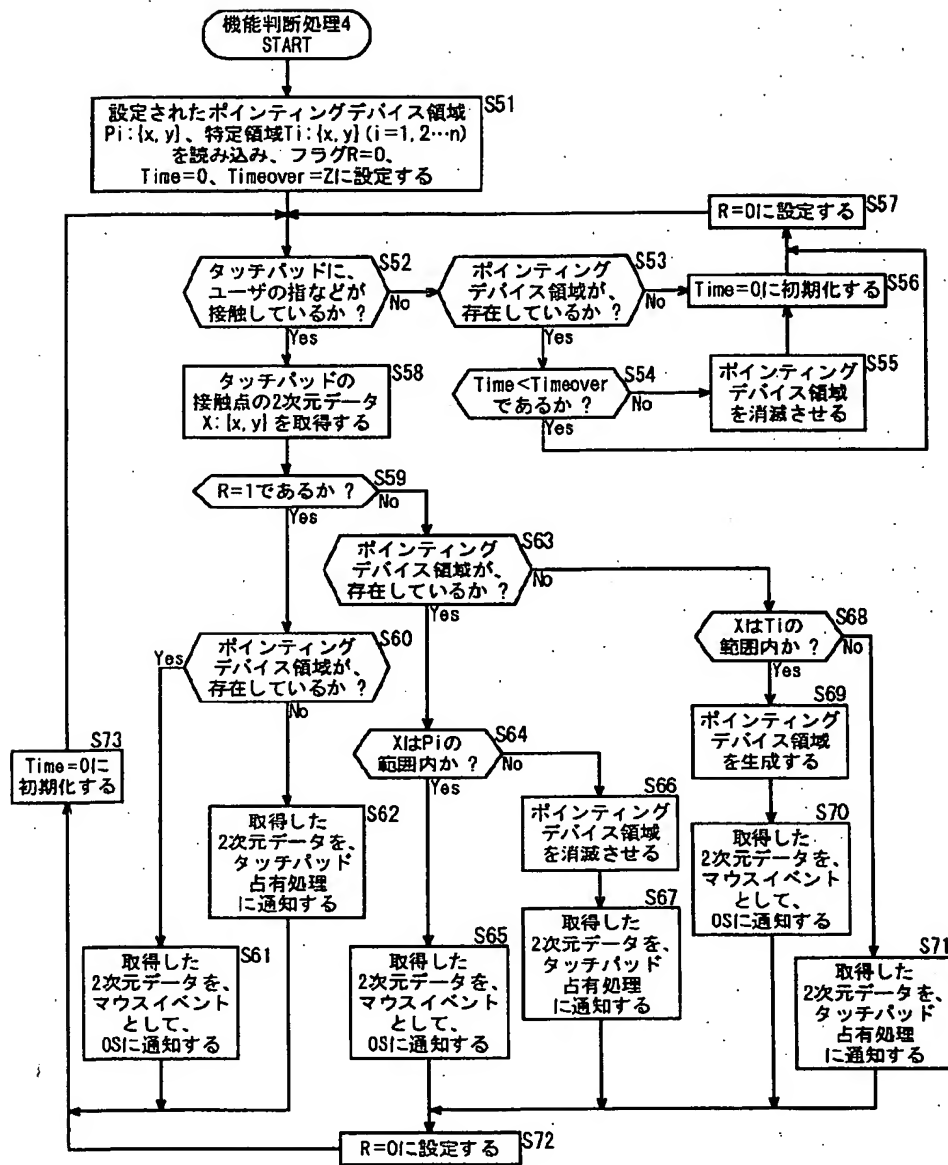 機能判断処理4
START
設定されたポインティングデバイス領域
Pi:{x,y}、特定領域Ti:{x,y}(i=1,2…n)
を読み込み、フラグR=0、
Time=0、Timeover=Zに設定する
S51
R=0に設定する
S57
タッチパッドに、
ユーザの指などが
接触しているか ?
S52
No
Yes
ポインティング
デバイス領域が、
存在しているか ?
S53
No
Yes
Time=0に初期化する
S56
Time<Timeover
であるか ?
S54
No
Yes
ポインティング
デバイス領域
を消滅させる
S55
タッチパッドの
接触点の2次元データ
X:{x,y}を取得する
S58
R=1であるか ?
S59
No
Yes
ポインティング
デバイス領域が、
存在しているか ?
S63
No
Yes
XはTiの
範囲内か ?
S68
No
Yes
ポインティング
デバイス領域が、
存在しているか ?
S60
Yes
No
ポインティング
デバイス領域
を生成する
S69
XはPiの
範囲内か ?
S64
No
Yes
Time=0に
初期化する
S73
取得した
2次元データを、
タッチパッド
占有処理
に通知する
S62
ポインティング
デバイス領域
を消滅させる
S66
取得した
2次元データを、
マウスイベント
として、
OSに通知する
S70
取得した
2次元データを、
マウスイベント
として、
OSに通知する
S61
取得した
2次元データを、
マウスイベント
として、
OSに通知する
S65
取得した
2次元データを、
タッチパッド
占有処理
に通知する
S67
取得した
2次元データを、
タッチパッド
占有処理
に通知する
S71
R=0に設定する
S72